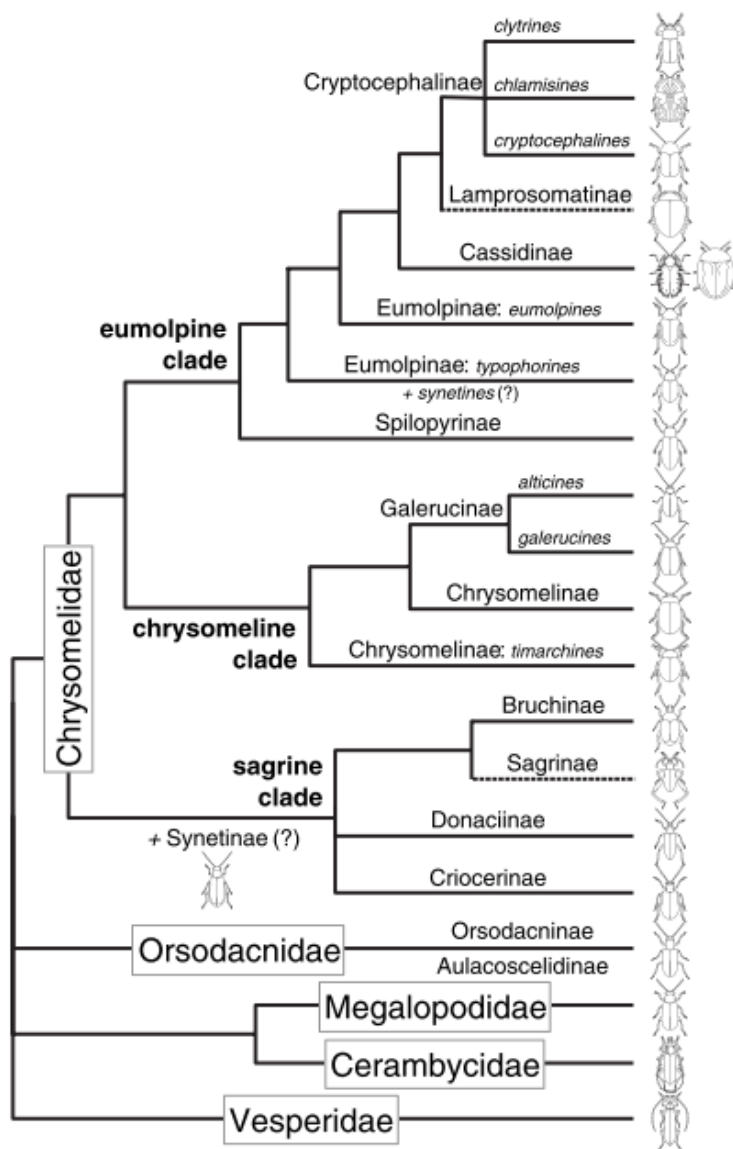 clytrines
Cryptocephalinae
chlamisines
cryptocephalines
Lamprosomatinae
Cassidinae
Eumolpinae: eumolpines
eumolpine
clade
Eumolpinae: typophorines
+ synetines (?)
Spilopyrinae
alticines
Galerucinae
galerucines
Chrysomelinae
chrysomeline
clade
Chrysomelinae: timarchines
Chrysomelidae
Bruchinae
sagrine
clade
Sagrinae
Donaciinae
+ Synetinae (?)
Criocerinae
Orsodacnidae
Orsodacninae
Aulacoscelidinae
Megalopodidae
Cerambycidae
Vesperidae